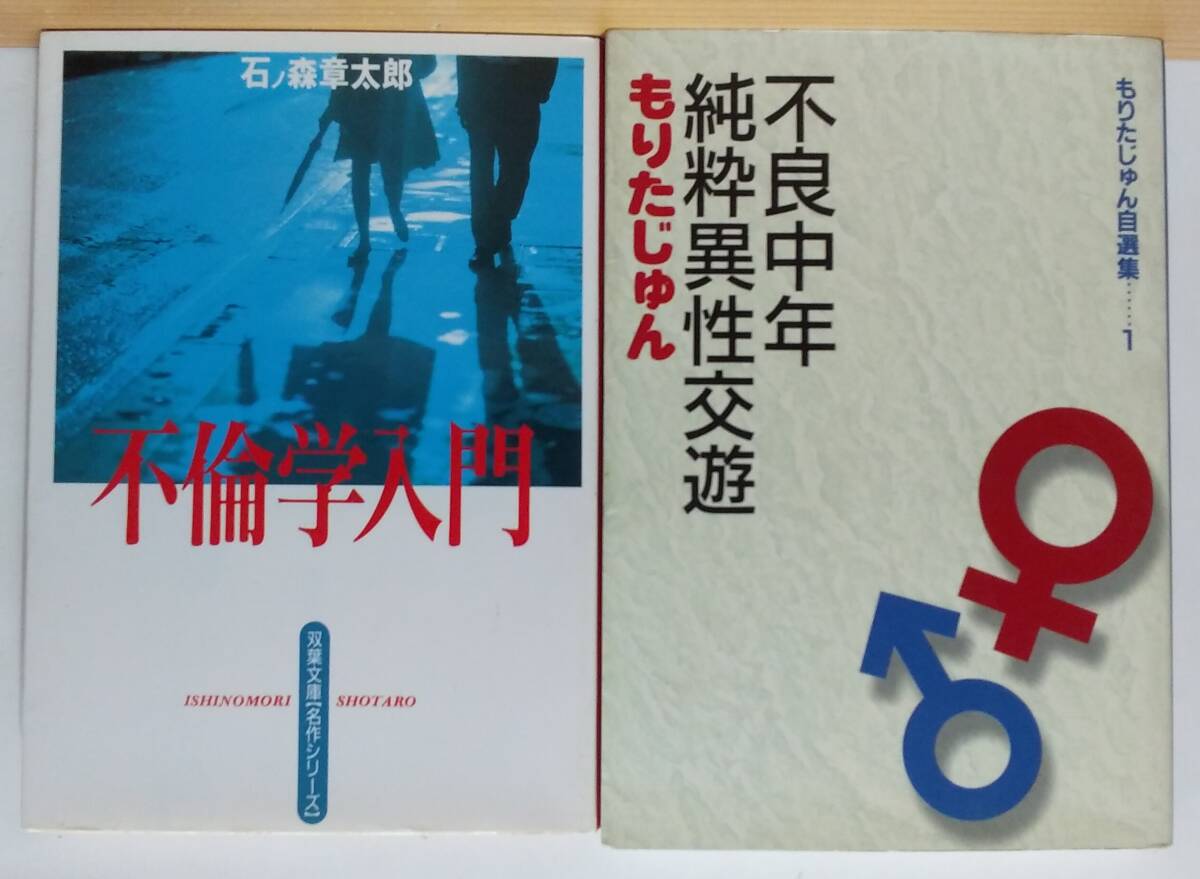 石ノ森章太郎
不倫学入門
双葉文庫【名作シリーズ】
ISHINOMORI SHOTARO
もりたじゅん自選集……1
不良中年
純粋異性交遊
もりたじゅん